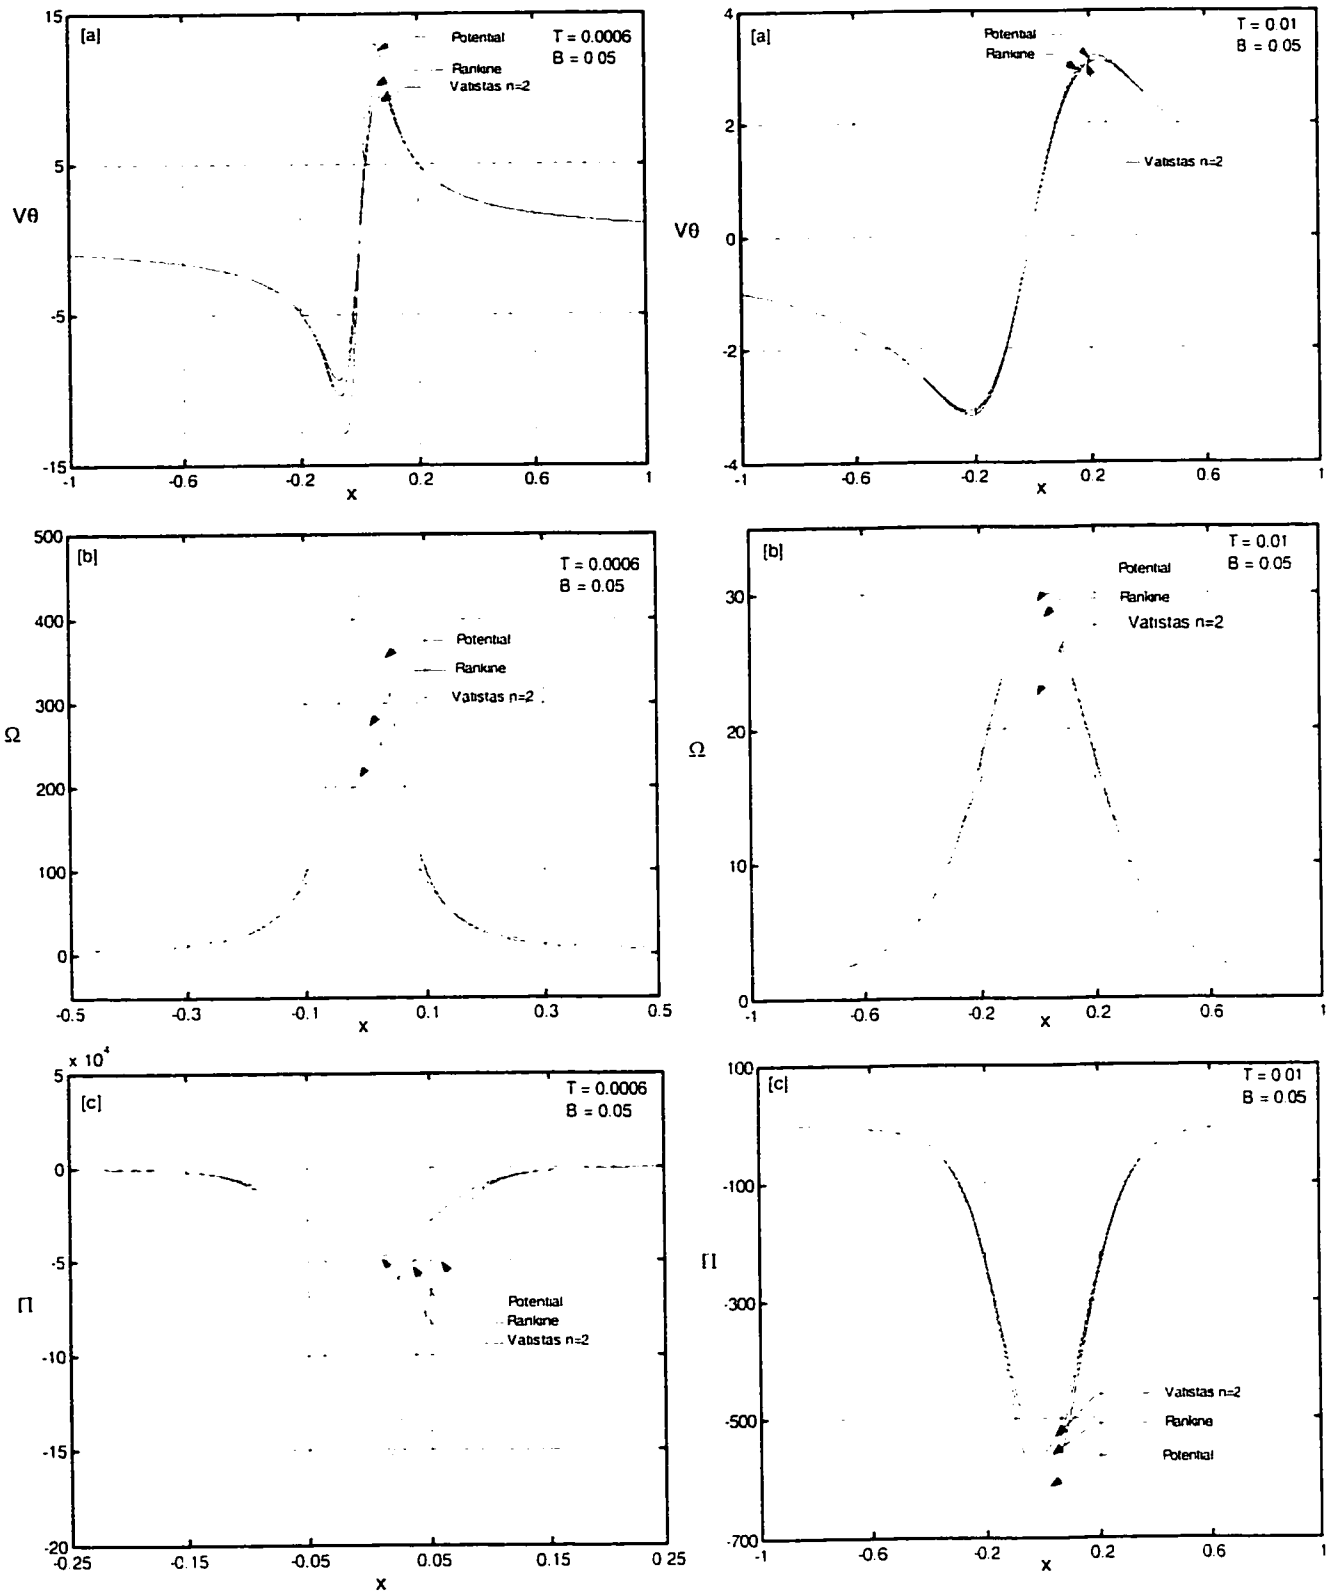 15
[a]
Potential
T = 0.0006
B = 0.05
Rankine
Vatistas n=2
5
Vθ
-5
-15
-1
-0.6
-0.2
0.2
0.6
1
x
4
[a]
Potential
T = 0.01
Rankine
B = 0.05
2
Vatistas n=2
Vθ
0
-2
-4
-1
-0.6
-0.2
0.2
0.6
1
x
500
[b]
T = 0.0006
B = 0.05
400
Potential
Rankine
300
Vatistas n=2
Ω
200
100
0
-0.5
-0.3
-0.1
0.1
0.3
0.5
x
[b]
T = 0.01
Potential
B = 0.05
30
Rankine
Vatistas n=2
20
Ω
10
0
-1
-0.6
-0.2
0.2
0.6
1
x
x 10^4
5
[c]
T = 0.0006
B = 0.05
0
-5
Π
Potential
Rankine
Vatistas n=2
-10
-15
-20
-0.25
-0.15
-0.05
0.05
0.15
0 25
x
100
[c]
T = 0 01
B = 0.05
-100
Π
-300
Vatistas n=2
-500
Rankine
Potential
-700
-1
-0.6
-0.2
0.2
0.6
1
x